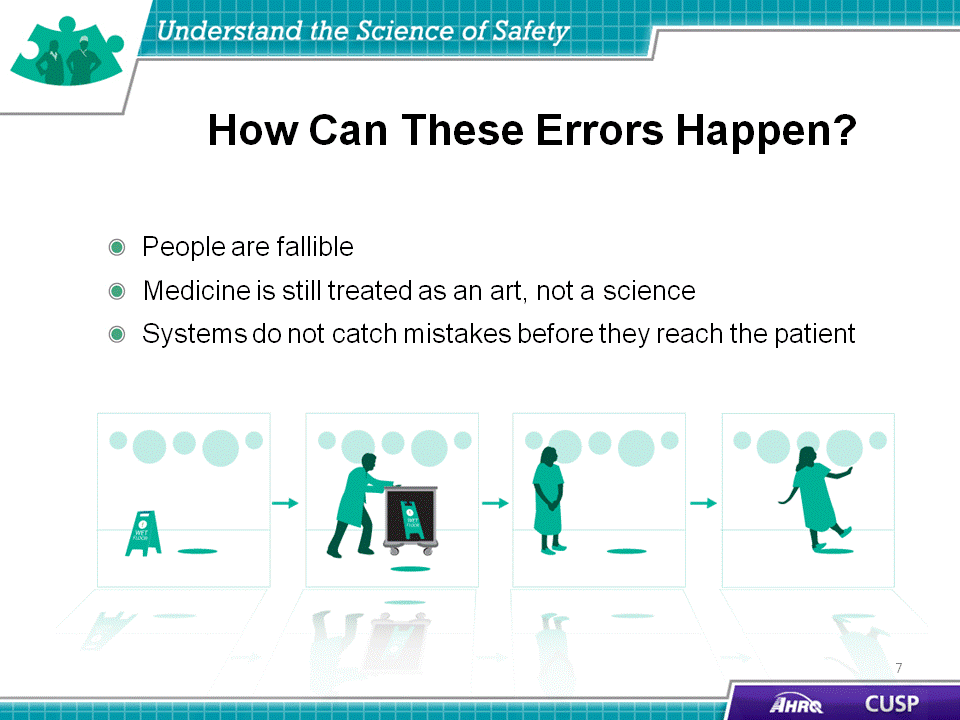 Understand the Science of Safety
How Can These Errors Happen?
People are fallible
Medicine is still treated as an art, not a science
Systems do not catch mistakes before they reach the patient
WET
FLOOR
WET
FLOOR
7
AHRQ
CUSP